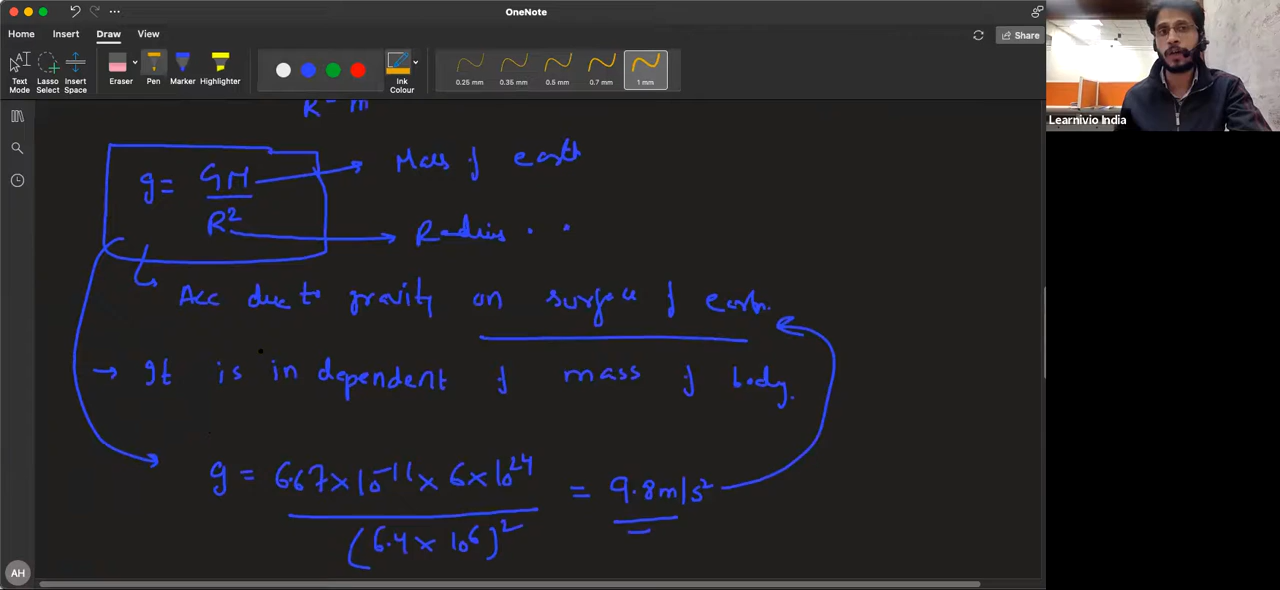 OneNote
Home Insert Draw View
Share
Text Mode
Lasso Select
Insert Space
Eraser
Pen
Marker
Highlighter
Ink Colour
0.25 mm
0.35 mm
0.5 mm
0.7 mm
1 mm
Learnivio India
R = m
g = GM / R² → Mass of earth
→ Radius . .
↳ Acc due to gravity on surface of earth.
→ It is independent of mass of body.
g = 6.67 × 10⁻¹¹ × 6 × 10²⁴ / (6.4 × 10⁶)² = 9.8 m/s²
AH